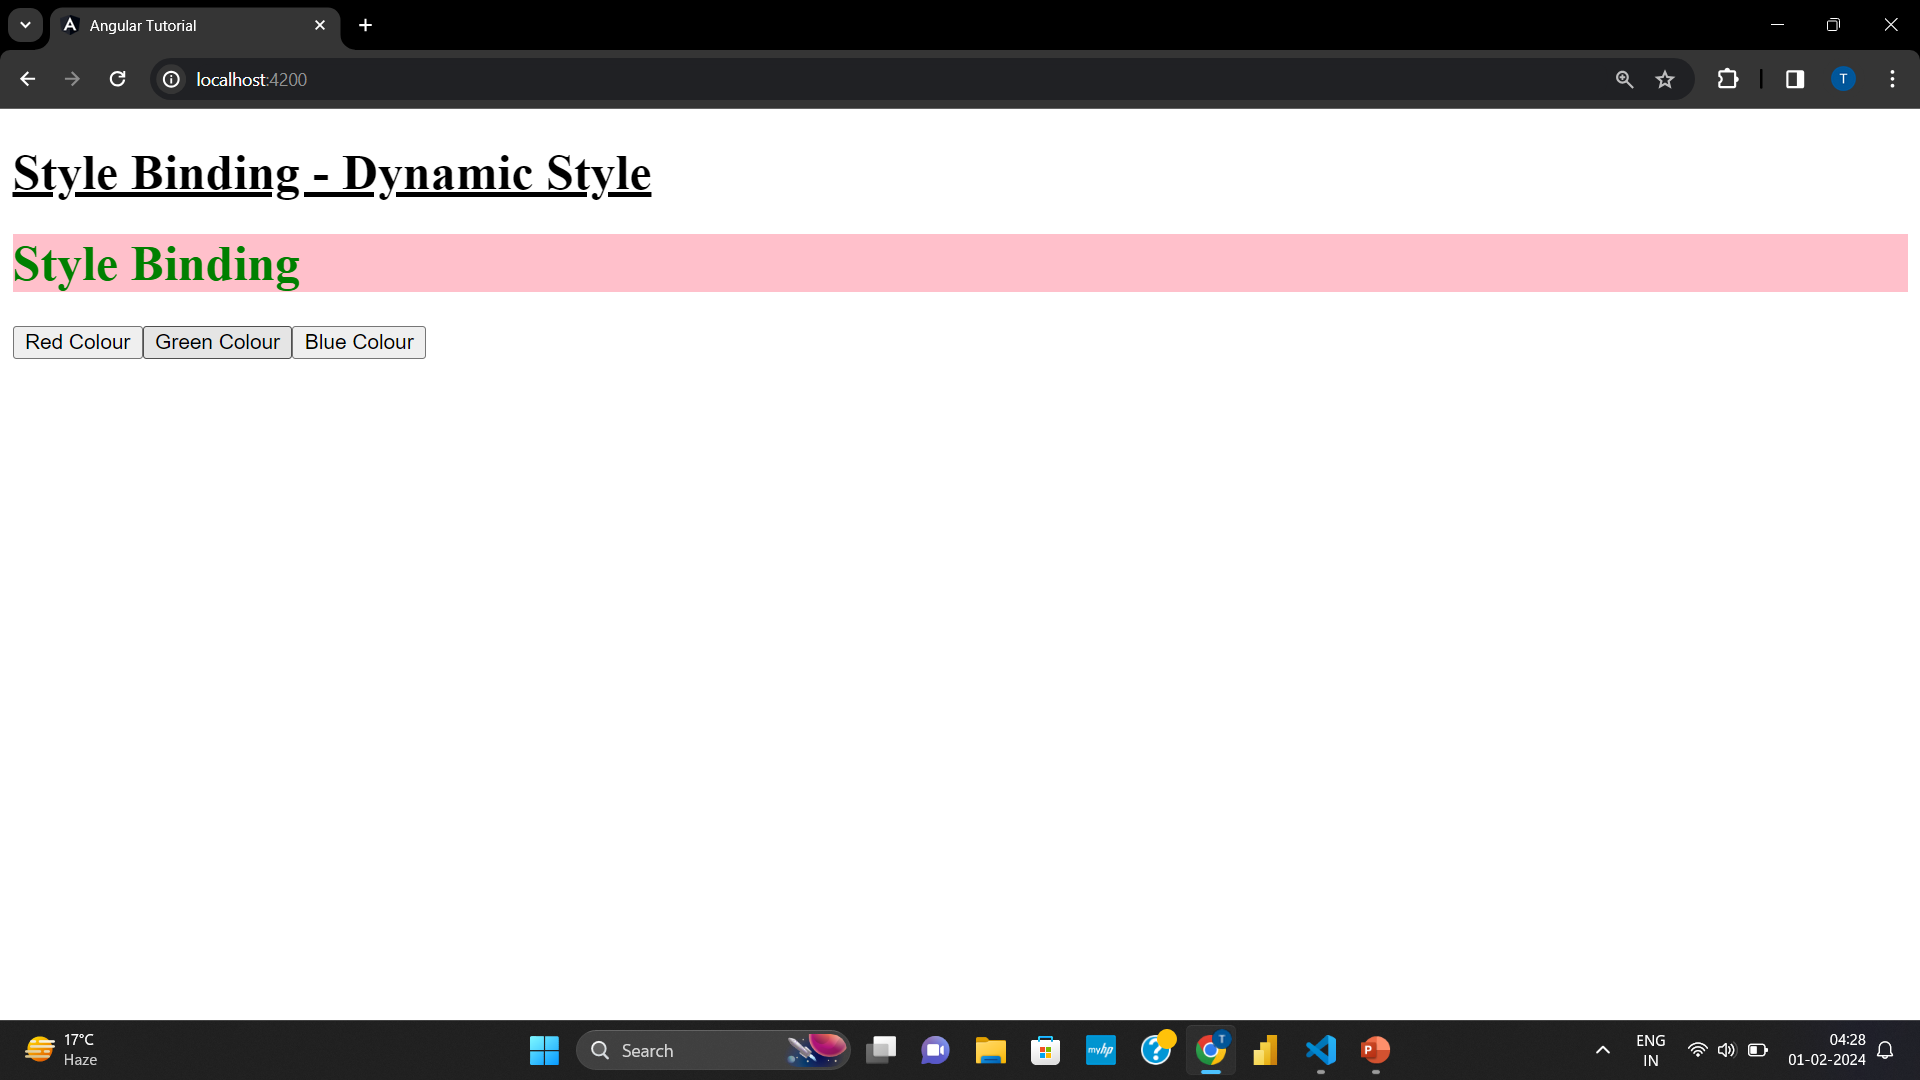 Angular Tutorial
localhost:4200
T
Style Binding - Dynamic Style
Style Binding
Red Colour Green Colour Blue Colour
17°C
Haze
Search
myhp
T
P
ENG
IN
04:28
01-02-2024